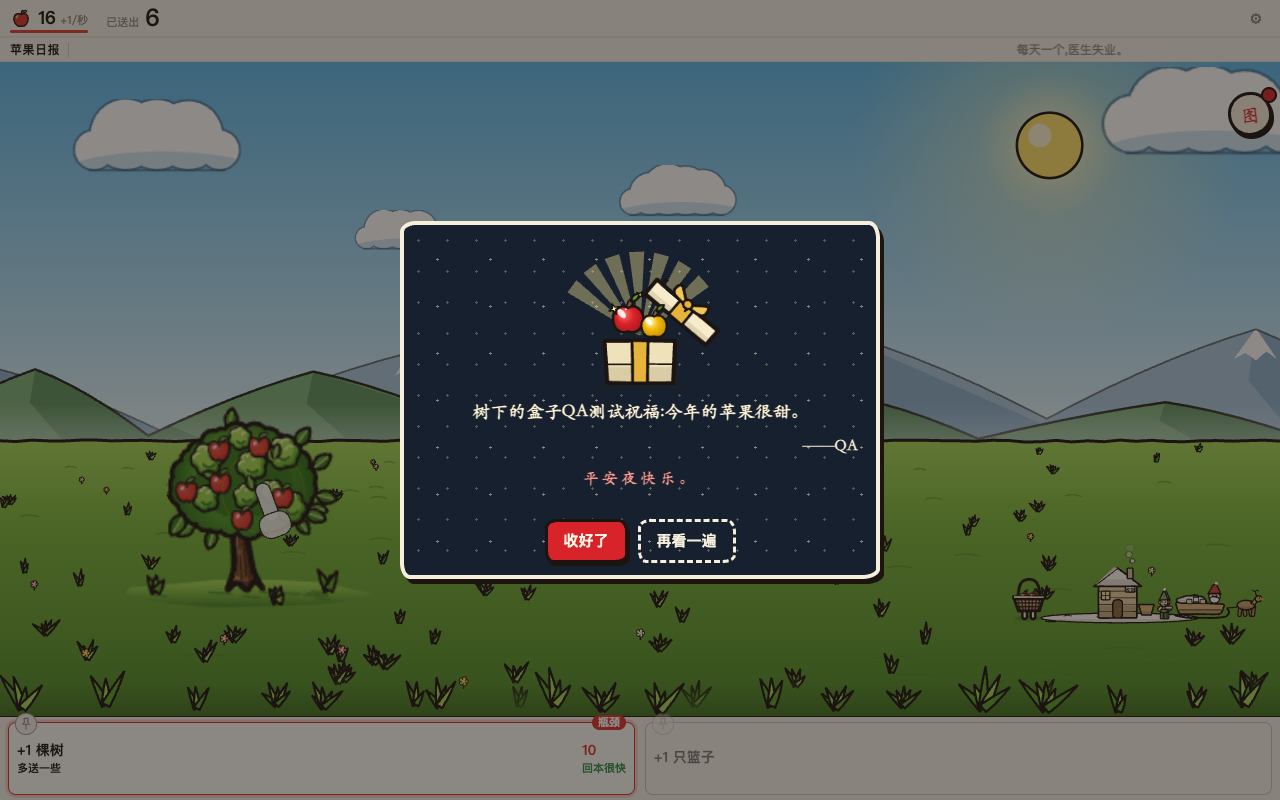 16 +1/秒 已送出 6
苹果日报 每天一个,医生失业。
图
树下的盒子QA测试祝福:今年的苹果很甜。
——QA
平安夜快乐。
收好了 再看一遍
瓶颈
+1 棵树 10
多送一些 回本很快
+1 只篮子